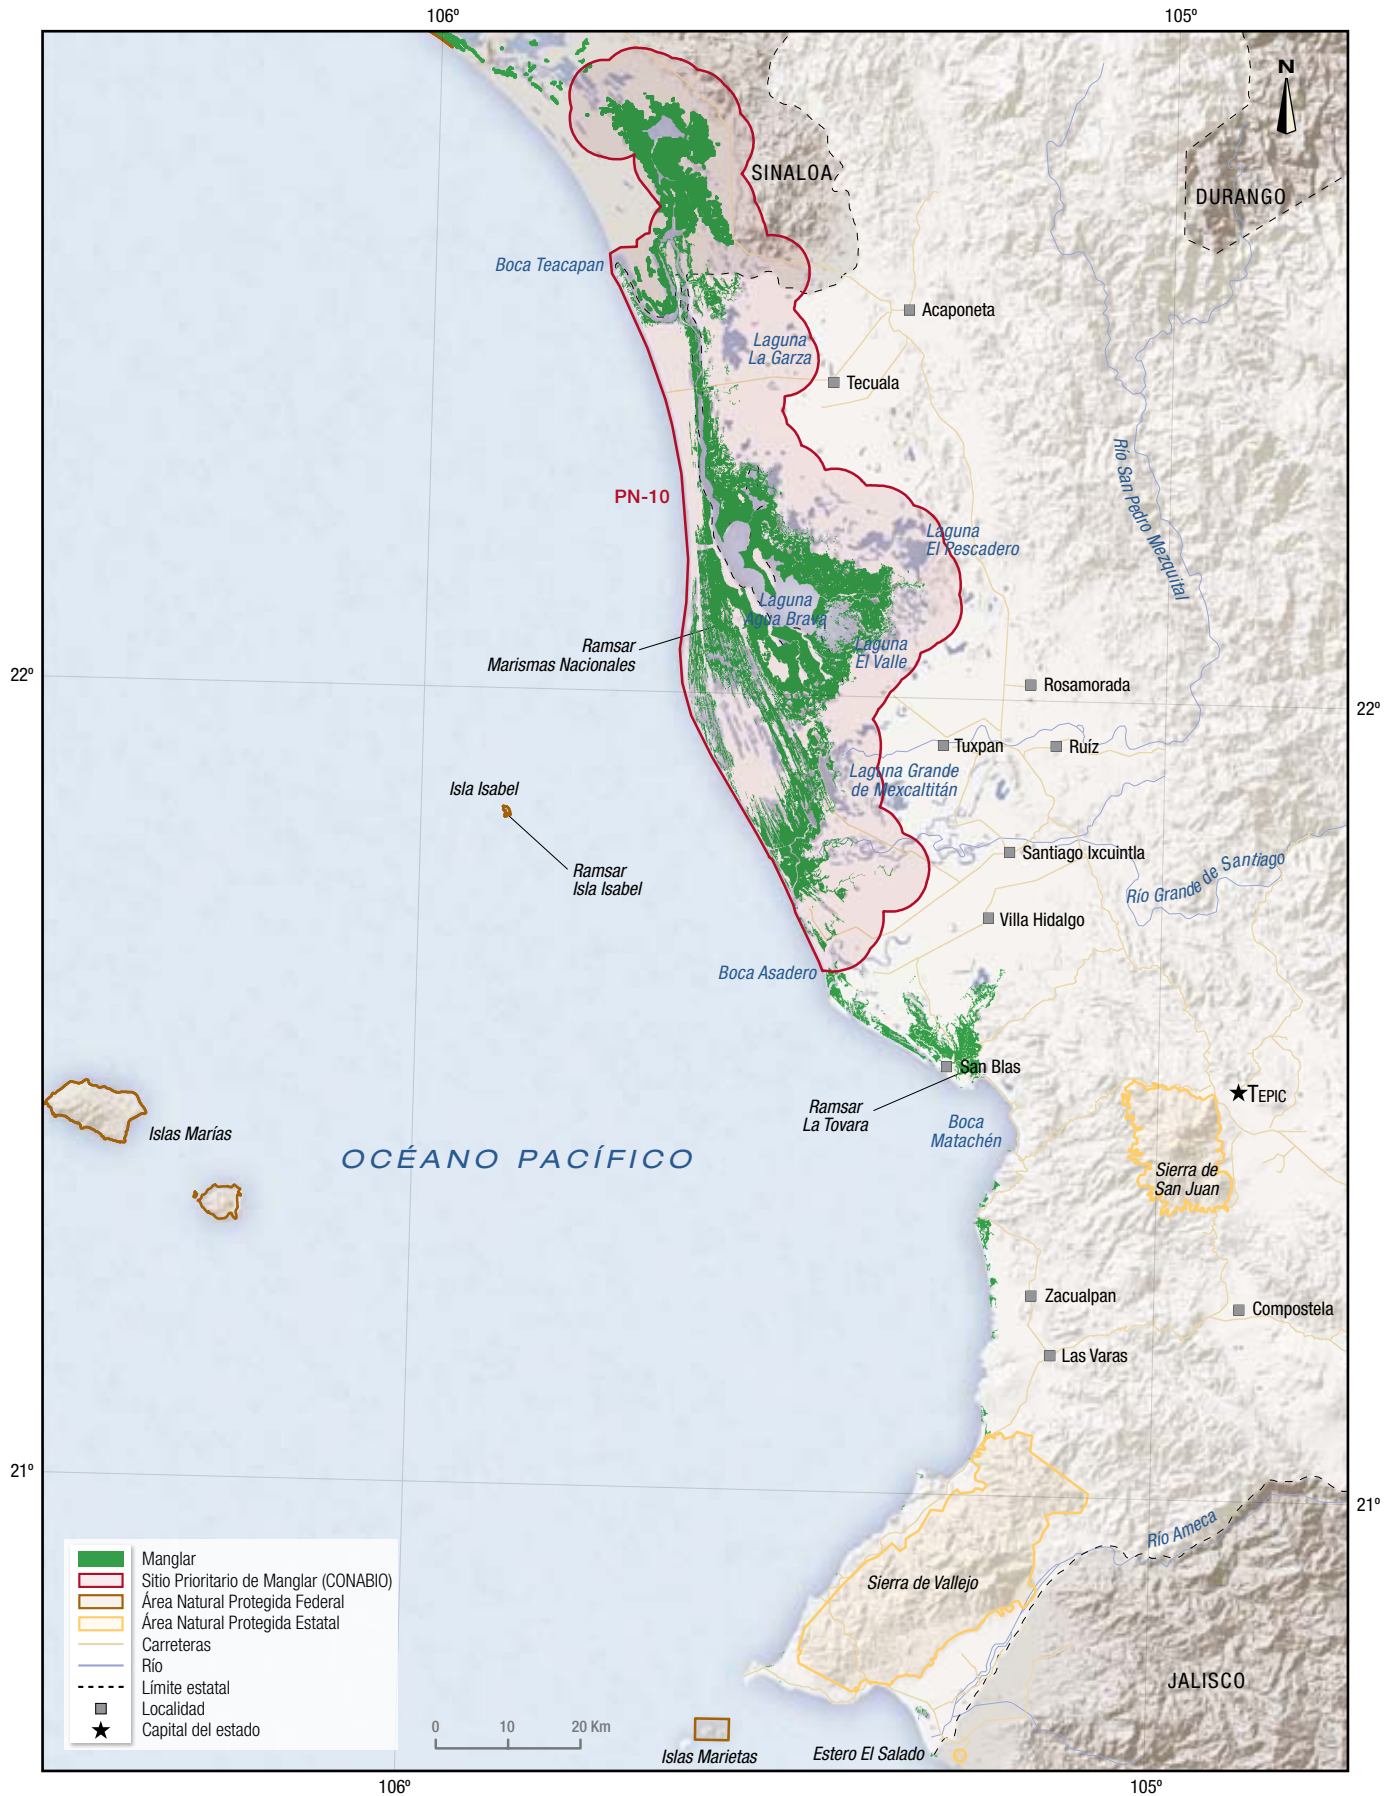 106º
105º
N
SINALOA
DURANGO
Boca Teacapan
Acaponeta
Laguna
La Garza
Tecuala
Río San Pedro Mezquital
PN-10
Laguna
El Pescadero
Laguna
Agua Brava
Ramsar
Marismas Nacionales
Laguna
El Valle
22º
Rosamorada
22º
Tuxpan
Ruíz
Laguna Grande
de Mexcaltitán
Isla Isabel
Santiago Ixcuintla
Ramsar
Isla Isabel
Río Grande de Santiago
Villa Hidalgo
Boca Asadero
San Blas
TEPIC
Ramsar
La Tovara
Boca
Matachén
Islas Marías
OCÉANO PACÍFICO
Sierra de
San Juan
Zacualpan
Compostela
Las Varas
21º
21º
Río Ameca
Manglar
Sitio Prioritario de Manglar (CONABIO)
Área Natural Protegida Federal
Área Natural Protegida Estatal
Carreteras
Río
Límite estatal
Localidad
Capital del estado
Sierra de Vallejo
JALISCO
0 10 20 Km
Islas Marietas
Estero El Salado
106º
105º